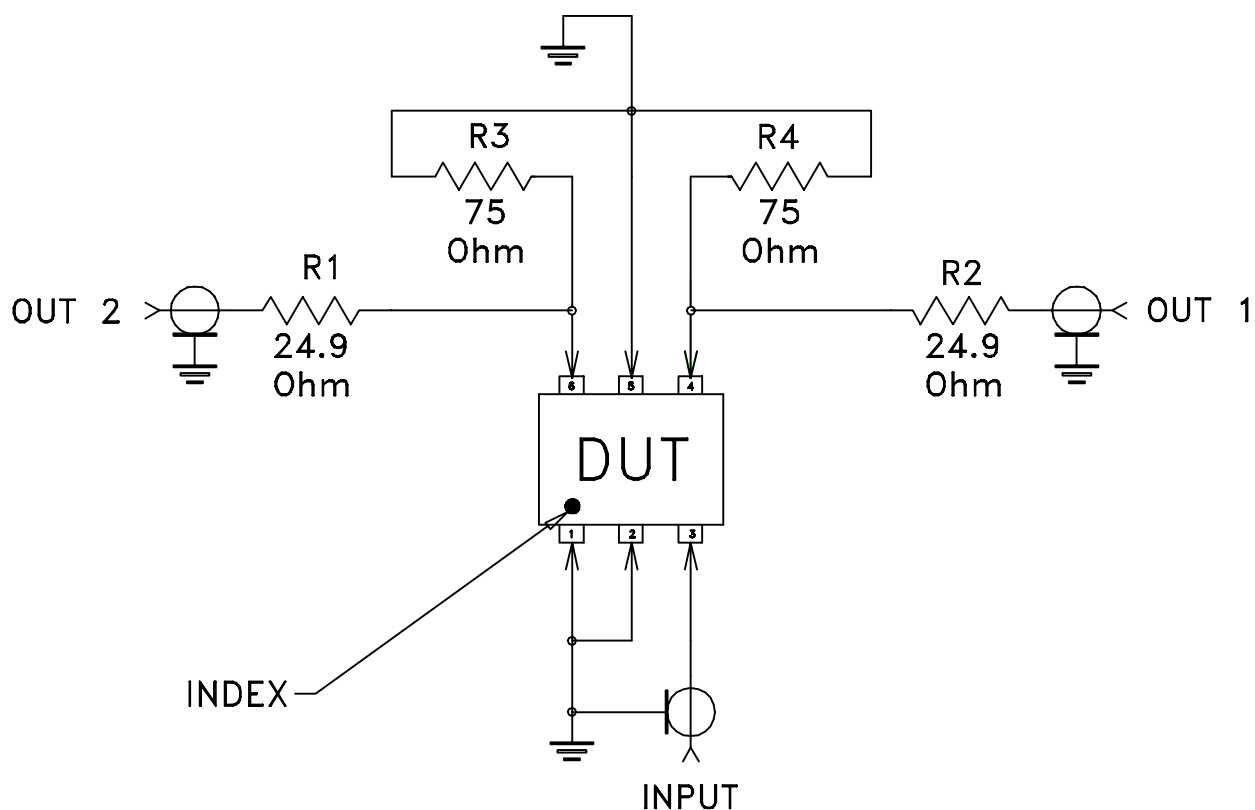 R3
75
Ohm
R4
75
Ohm
OUT 2
R1
24.9
Ohm
R2
24.9
Ohm
OUT 1
6 5 4
DUT
1 2 3
INDEX
INPUT